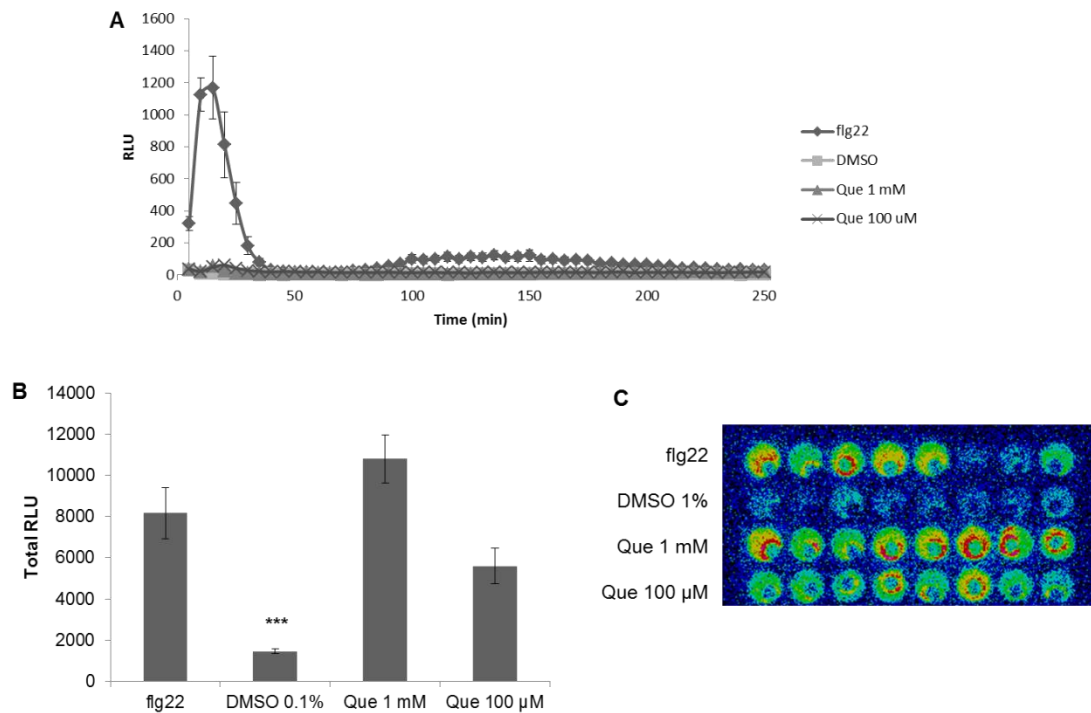 A
1600
1400
1200
1000
800
600
400
200
0
RLU
0 50 100 150 200 250
Time (min)
flg22
DMSO
Que 1 mM
Que 100 uM
B
14000
12000
10000
8000
6000
4000
2000
0
Total RLU
***
flg22 DMSO 0.1% Que 1 mM Que 100 µM
C
flg22
DMSO 1%
Que 1 mM
Que 100 µM